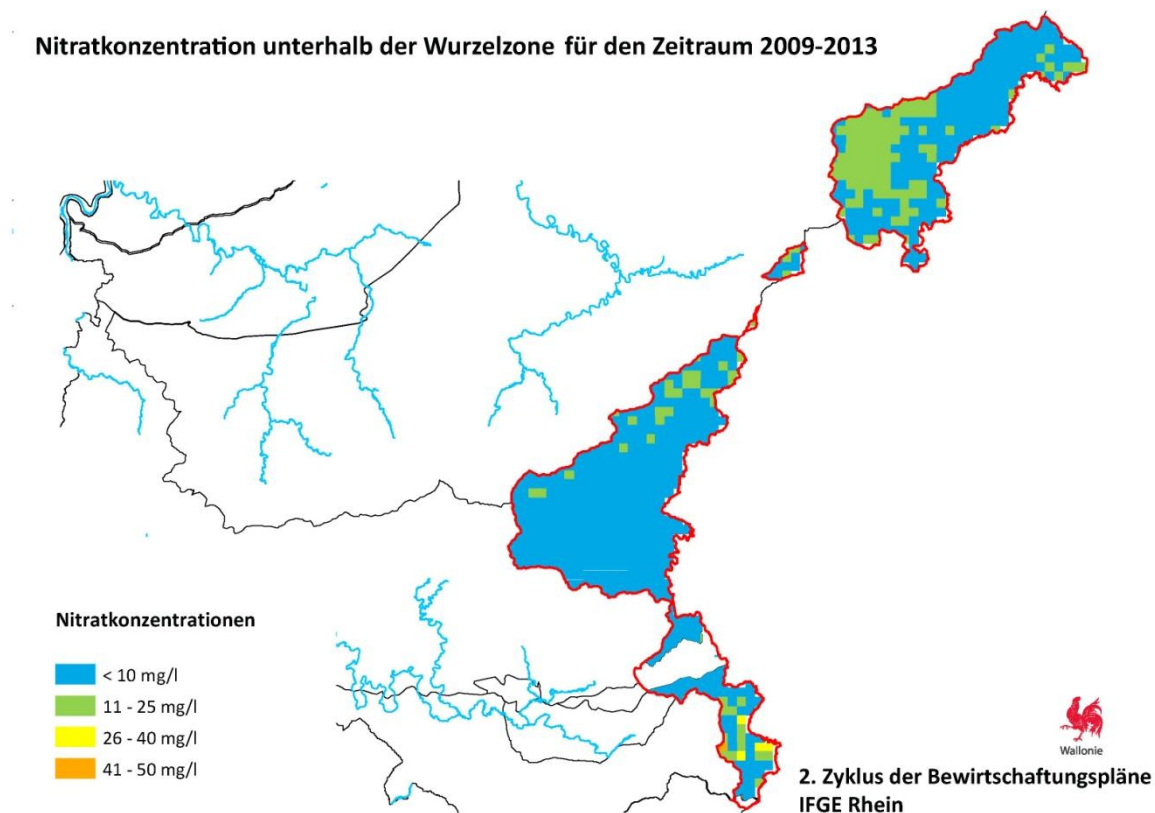 Nitratkonzentration unterhalb der Wurzelzone für den Zeitraum 2009-2013
Nitratkonzentrationen
< 10 mg/l
11 - 25 mg/l
26 - 40 mg/l
41 - 50 mg/l
Wallonie
2. Zyklus der Bewirtschaftungspläne
IFGE Rhein